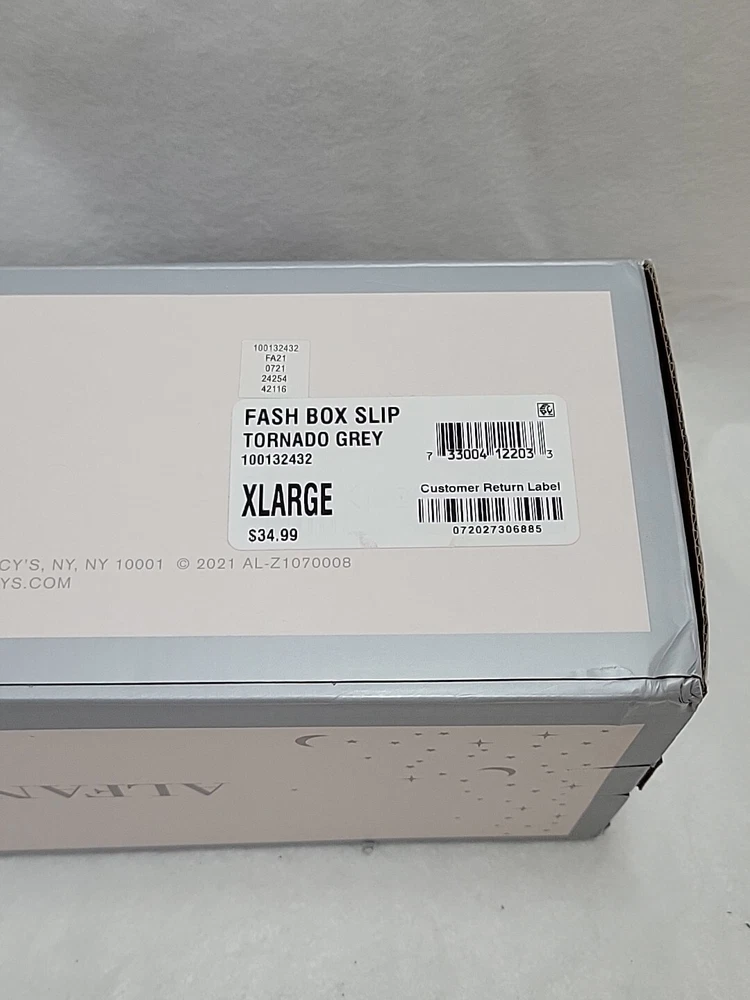 100132432
FA21
0721
24254
42116
FASH BOX SLIP
TORNADO GREY
100132432
XLARGE
$34.99
7 33004 12203 3
Customer Return Label
072027306885
CY'S, NY, NY 10001 © 2021 AL-Z1070008
YS.COM
ALFAN